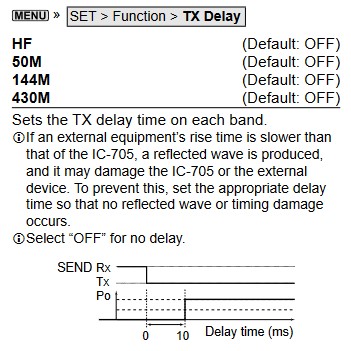 MENU » SET > Function > TX Delay
HF (Default: OFF)
50M (Default: OFF)
144M (Default: OFF)
430M (Default: OFF)
Sets the TX delay time on each band.
ⓘIf an external equipment's rise time is slower than
that of the IC-705, a reflected wave is produced,
and it may damage the IC-705 or the external
device. To prevent this, set the appropriate delay
time so that no reflected wave or timing damage
occurs.
ⓘSelect “OFF” for no delay.
SEND Rx
Tx
Po
0 10 Delay time (ms)